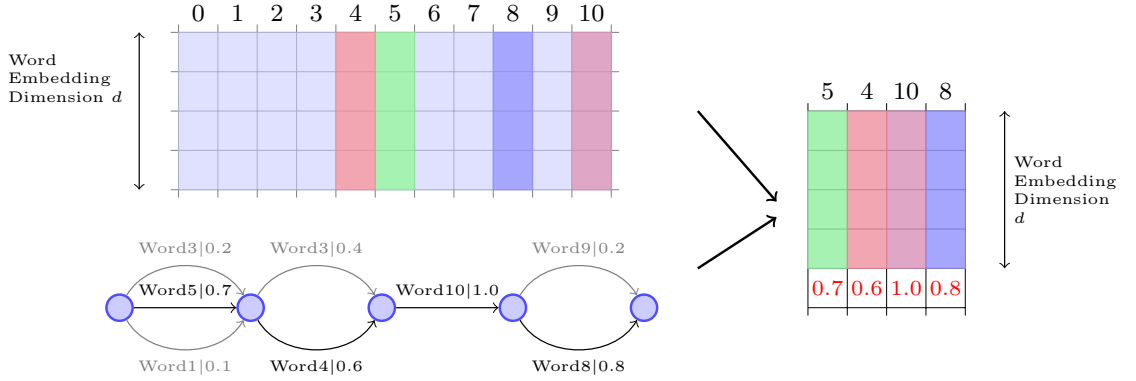 0 1 2 3 4 5 6 7 8 9 10
Word
Embedding
Dimension d
5 4 10 8
Word
Embedding
Dimension
d
0.7 0.6 1.0 0.8
Word3|0.2 Word3|0.4 Word9|0.2
Word5|0.7 Word10|1.0
Word1|0.1 Word4|0.6 Word8|0.8